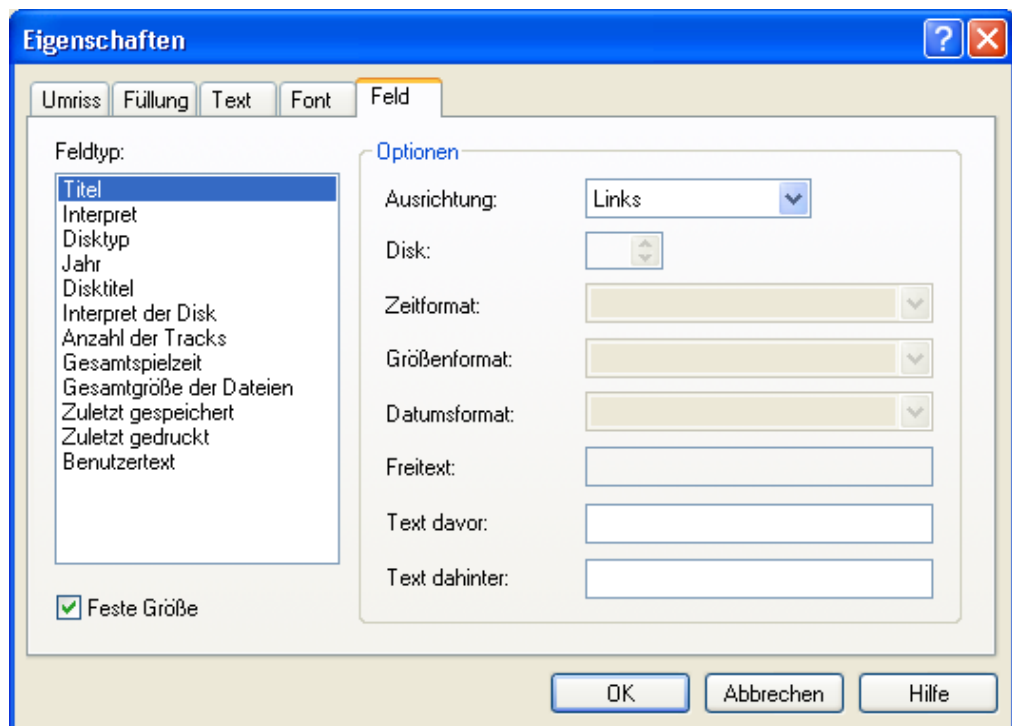 Eigenschaften
Umriss Füllung Text Font Feld
Feldtyp:
Titel
Interpret
Disktyp
Jahr
Disktitel
Interpret der Disk
Anzahl der Tracks
Gesamtspielzeit
Gesamtgröße der Dateien
Zuletzt gespeichert
Zuletzt gedruckt
Benutzertext
Feste Größe
Optionen
Ausrichtung: Links
Disk:
Zeitformat:
Größenformat:
Datumsformat:
Freitext:
Text davor:
Text dahinter:
OK Abbrechen Hilfe